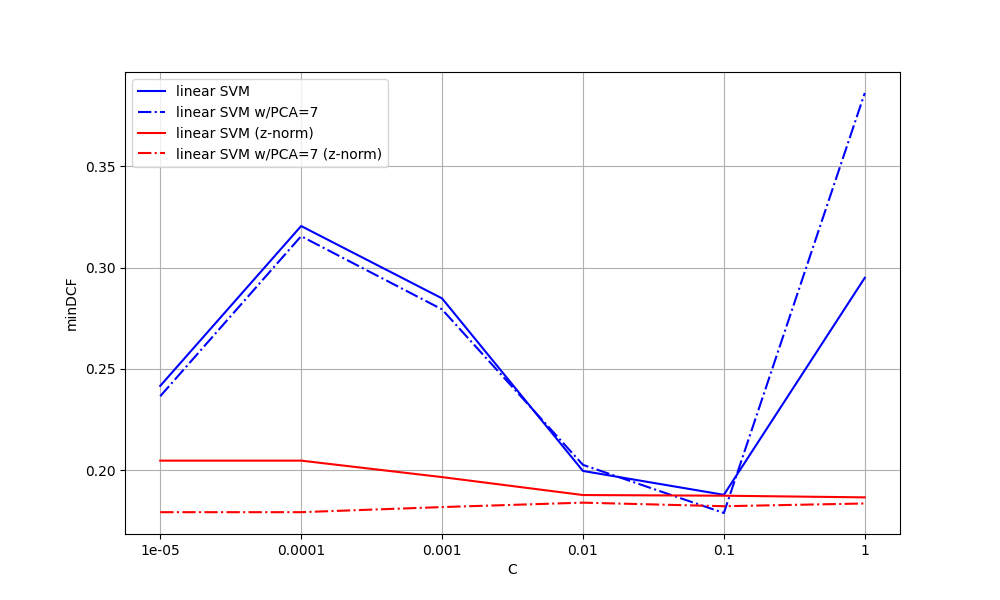 linear SVM
linear SVM w/PCA=7
linear SVM (z-norm)
linear SVM w/PCA=7 (z-norm)
0.35
0.30
0.25
0.20
minDCF
1e-05 0.0001 0.001 0.01 0.1 1
C